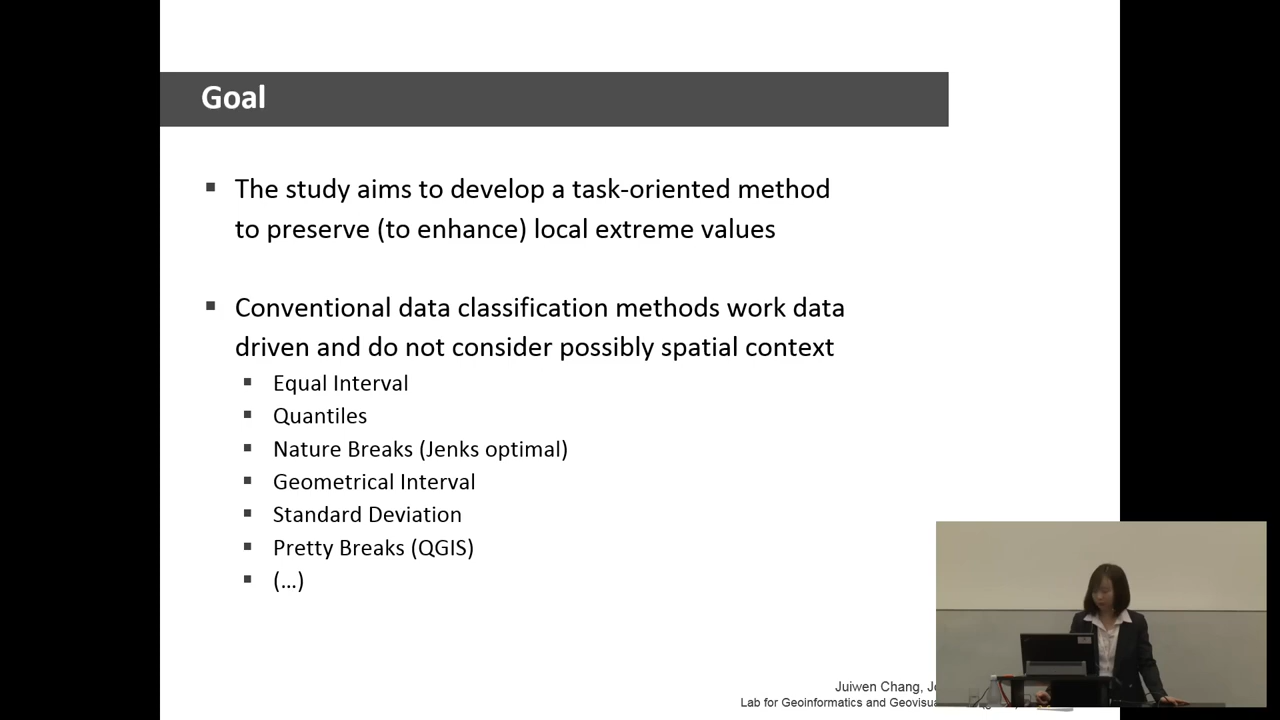 Goal
The study aims to develop a task-oriented method
to preserve (to enhance) local extreme values
Conventional data classification methods work data
driven and do not consider possibly spatial context
Equal Interval
Quantiles
Nature Breaks (Jenks optimal)
Geometrical Interval
Standard Deviation
Pretty Breaks (QGIS)
(...)
Juiwen Chang,
Lab for Geoinformatics and